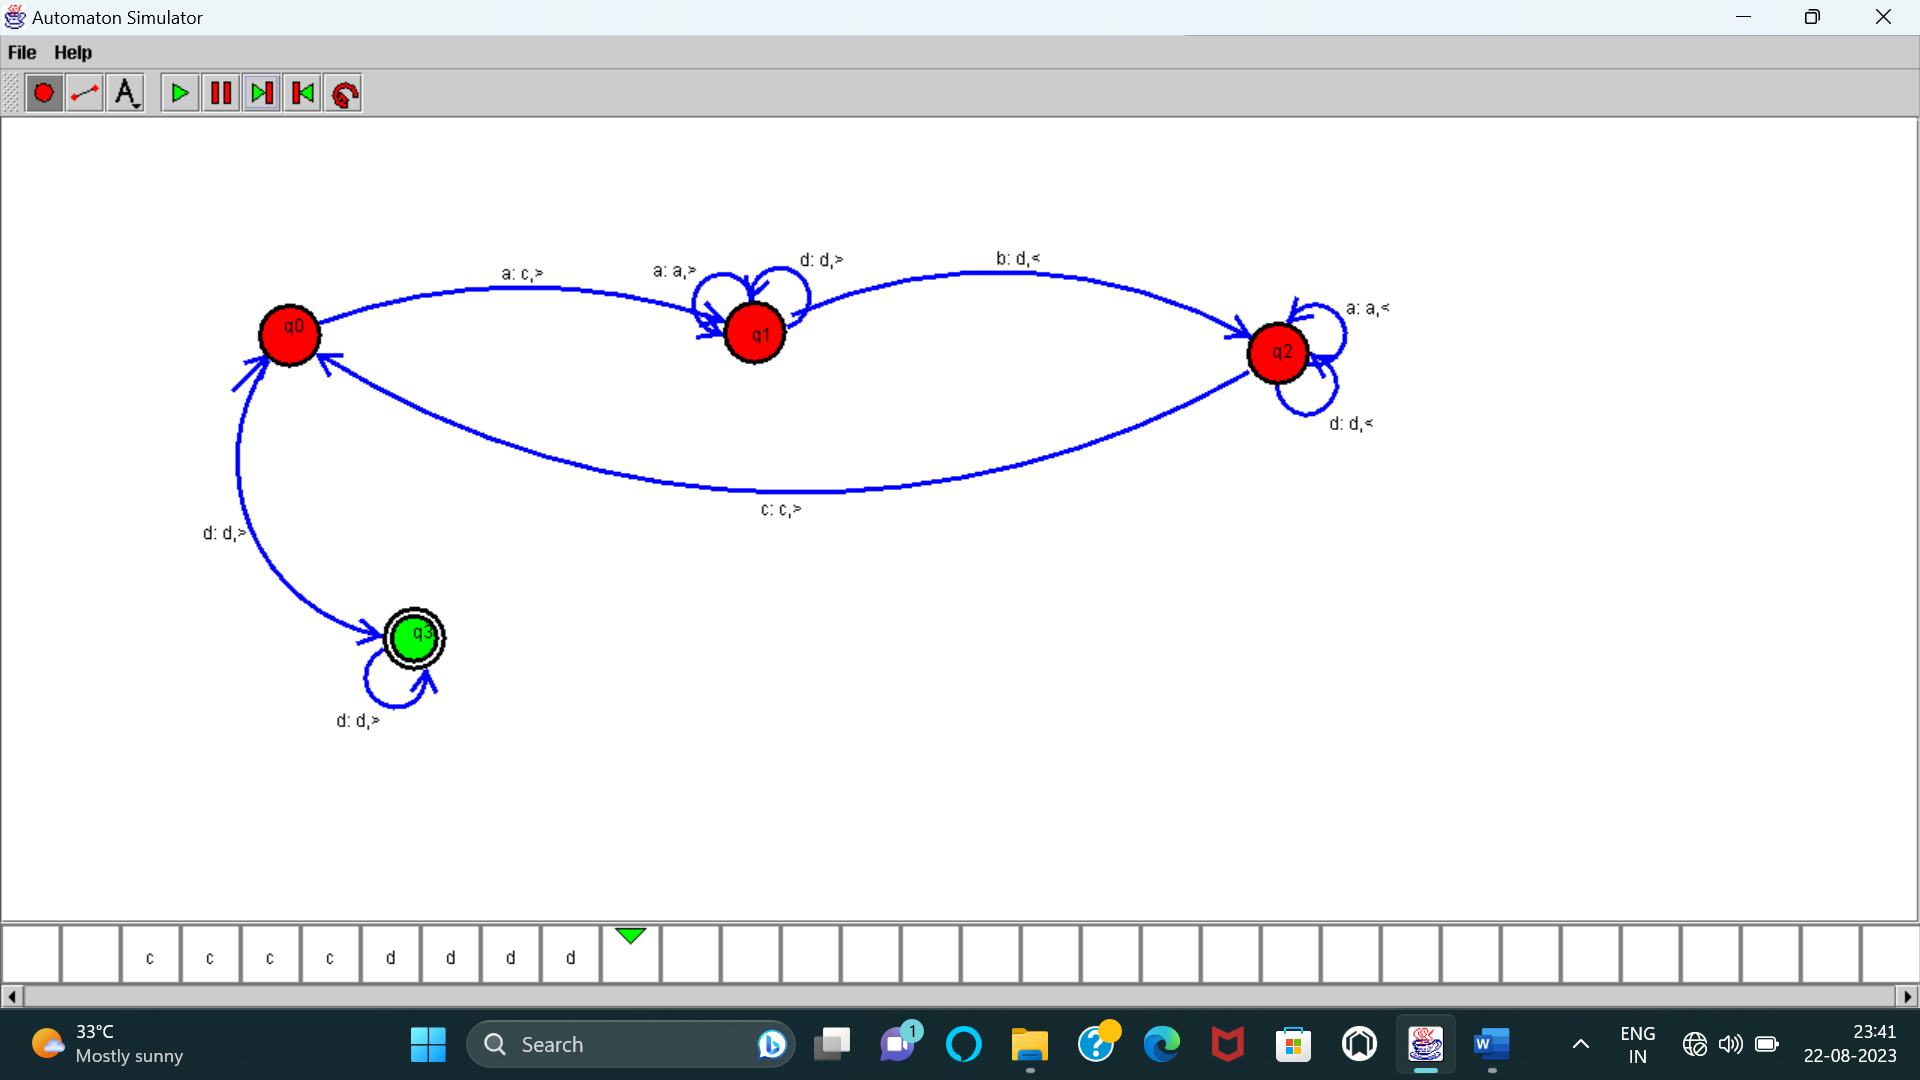 Automaton Simulator
File Help
A
b: d,<
d: d,>
a: a,>
a: c,>
a: a,<
q0
q1
q2
d: d,<
c: c,>
d: d,>
q3
d: d,>
c c c c d d d d
33°C
Mostly sunny
Search
1
W
ENG
IN
23:41
22-08-2023